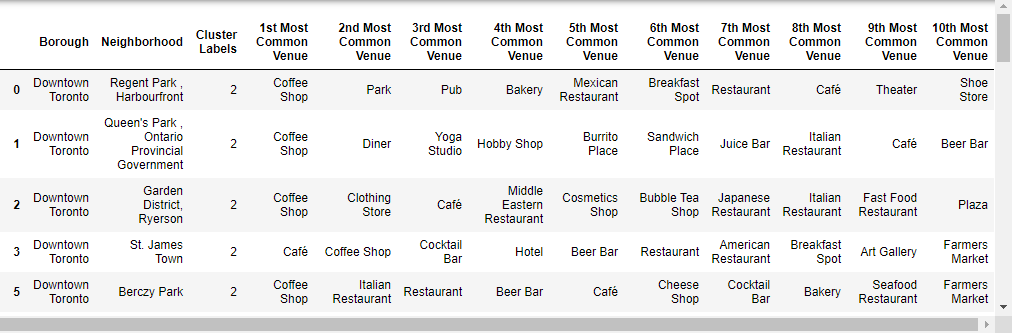 Borough Neighborhood Cluster Labels 1st Most Common Venue 2nd Most Common Venue 3rd Most Common Venue 4th Most Common Venue 5th Most Common Venue 6th Most Common Venue 7th Most Common Venue 8th Most Common Venue 9th Most Common Venue 10th Most Common Venue
0 Downtown Toronto Regent Park , Harbourfront 2 Coffee Shop Park Pub Bakery Mexican Restaurant Breakfast Spot Restaurant Café Theater Shoe Store
1 Downtown Toronto Queen's Park , Ontario Provincial Government 2 Coffee Shop Diner Yoga Studio Hobby Shop Burrito Place Sandwich Place Juice Bar Italian Restaurant Café Beer Bar
2 Downtown Toronto Garden District, Ryerson 2 Coffee Shop Clothing Store Café Middle Eastern Restaurant Cosmetics Shop Bubble Tea Shop Japanese Restaurant Italian Restaurant Fast Food Restaurant Plaza
3 Downtown Toronto St. James Town 2 Café Coffee Shop Cocktail Bar Hotel Beer Bar Restaurant American Restaurant Breakfast Spot Art Gallery Farmers Market
5 Downtown Toronto Berczy Park 2 Coffee Shop Italian Restaurant Restaurant Beer Bar Café Cheese Shop Cocktail Bar Bakery Seafood Restaurant Farmers Market